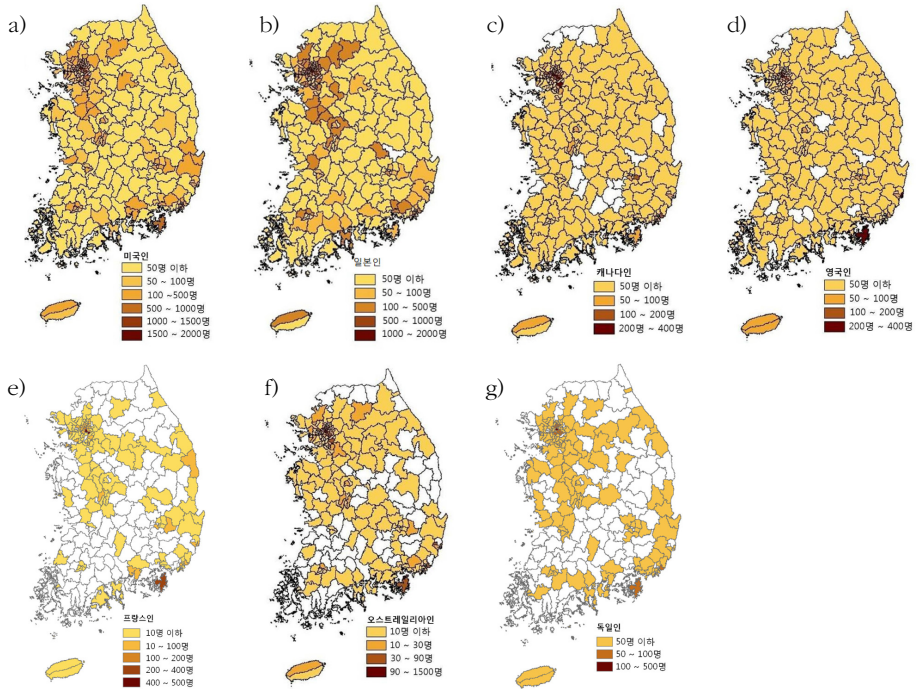 a)
b)
c)
d)
미국인
50명 이하
50 ~ 100명
100 ~500명
500 ~ 1000명
1000 ~ 1500명
1500 ~ 2000명
일본인
50명 이하
50 ~ 100명
100 ~ 500명
500 ~ 1000명
1000 ~ 2000명
캐나다인
50명 이하
50 ~ 100명
100 ~ 200명
200명 ~ 400명
영국인
50명 이하
50 ~ 100명
100 ~ 200명
200명 ~ 400명
e)
f)
g)
프랑스인
10명 이하
10 ~ 100명
100 ~ 200명
200 ~ 400명
400 ~ 500명
오스트레일리아인
10명 이하
10 ~ 30명
30 ~ 90명
90 ~ 1500명
독일인
50명 이하
50 ~ 100명
100 ~ 500명